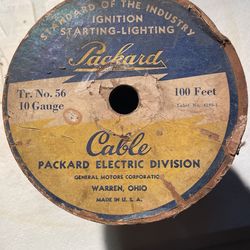 STANDARD OF THE INDUSTRY
IGNITION
STARTING-LIGHTING
Packard
Tr. No. 56
10 Gauge
100 Feet
Cable
PACKARD ELECTRIC DIVISION
GENERAL MOTORS CORPORATION
WARREN, OHIO
MADE IN U. S. A.